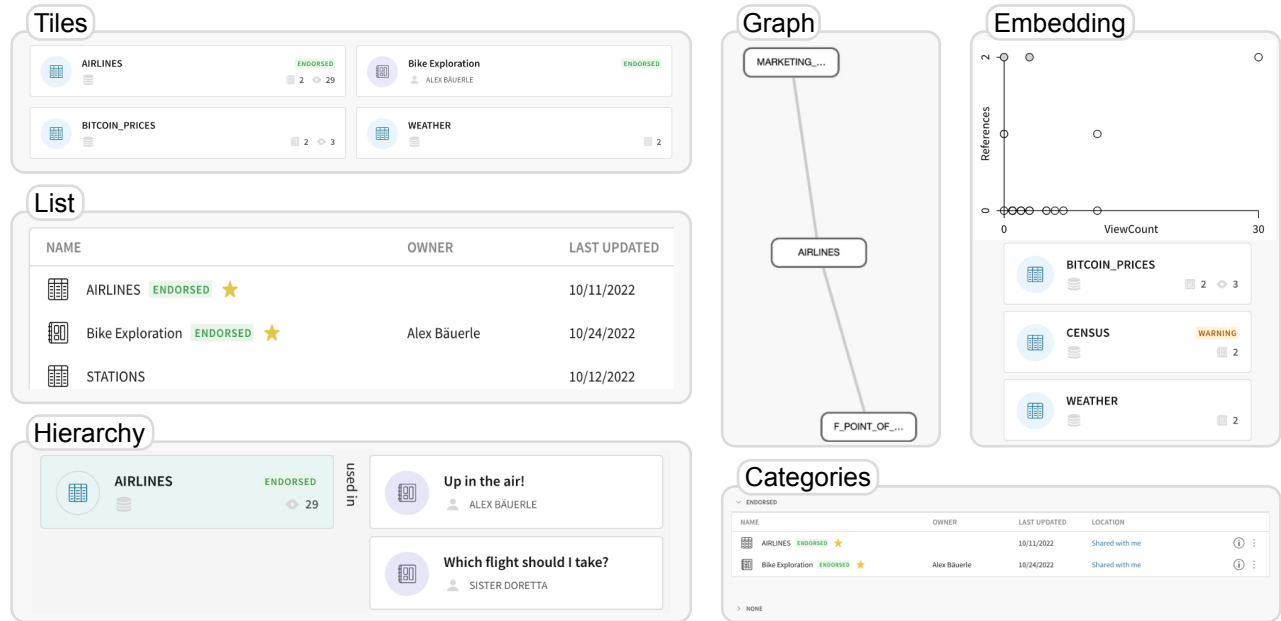 Tiles
AIRLINES ENDORSED
2 29
Bike Exploration ENDORSED
ALEX BÄUERLE
BITCOIN_PRICES
2 3
WEATHER
2
List
NAME OWNER LAST UPDATED
AIRLINES ENDORSED 10/11/2022
Bike Exploration ENDORSED Alex Bäuerle 10/24/2022
STATIONS 10/12/2022
Hierarchy
AIRLINES ENDORSED
29
used in
Up in the air!
ALEX BÄUERLE
Which flight should I take?
SISTER DORETTA
Graph
MARKETING_...
AIRLINES
F_POINT_OF_...
Embedding
2
References
0
0 ViewCount 30
BITCOIN_PRICES
2 3
CENSUS WARNING
2
WEATHER
2
Categories
ENDORSED
NAME OWNER LAST UPDATED LOCATION
AIRLINES ENDORSED 10/11/2022 Shared with me
Bike Exploration ENDORSED Alex Bäuerle 10/24/2022 Shared with me
NONE